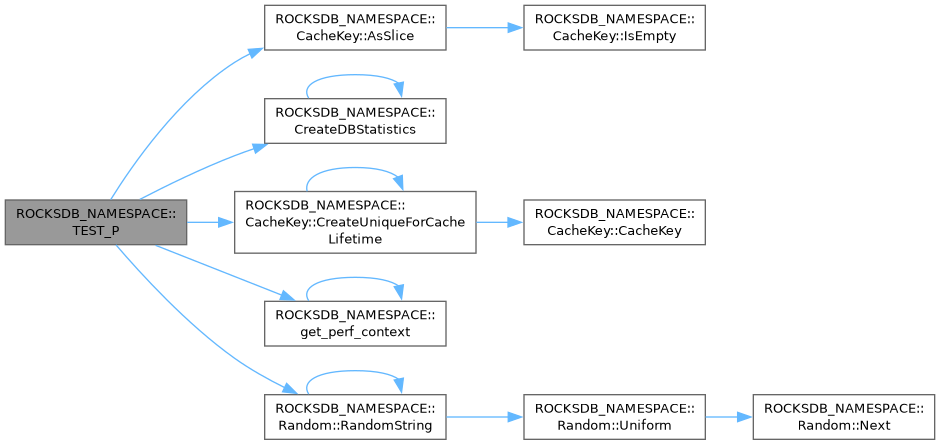 ROCKSDB_NAMESPACE::
CacheKey::AsSlice
ROCKSDB_NAMESPACE::
CacheKey::IsEmpty
ROCKSDB_NAMESPACE::
CreateDBStatistics
ROCKSDB_NAMESPACE::
TEST_P
ROCKSDB_NAMESPACE::
CacheKey::CreateUniqueForCache
Lifetime
ROCKSDB_NAMESPACE::
CacheKey::CacheKey
ROCKSDB_NAMESPACE::
get_perf_context
ROCKSDB_NAMESPACE::
Random::RandomString
ROCKSDB_NAMESPACE::
Random::Uniform
ROCKSDB_NAMESPACE::
Random::Next